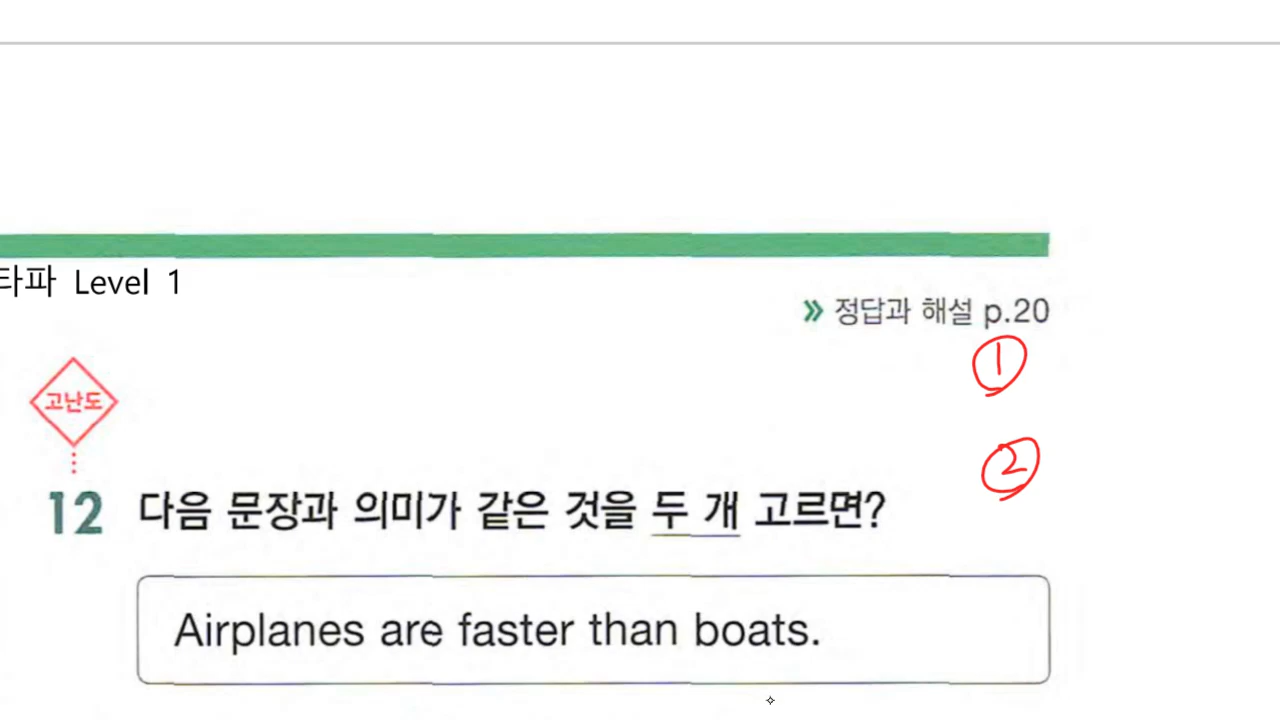 타파 Level 1
» 정답과 해설 p.20
①
고난도
②
12 다음 문장과 의미가 같은 것을 두 개 고르면?
Airplanes are faster than boats.